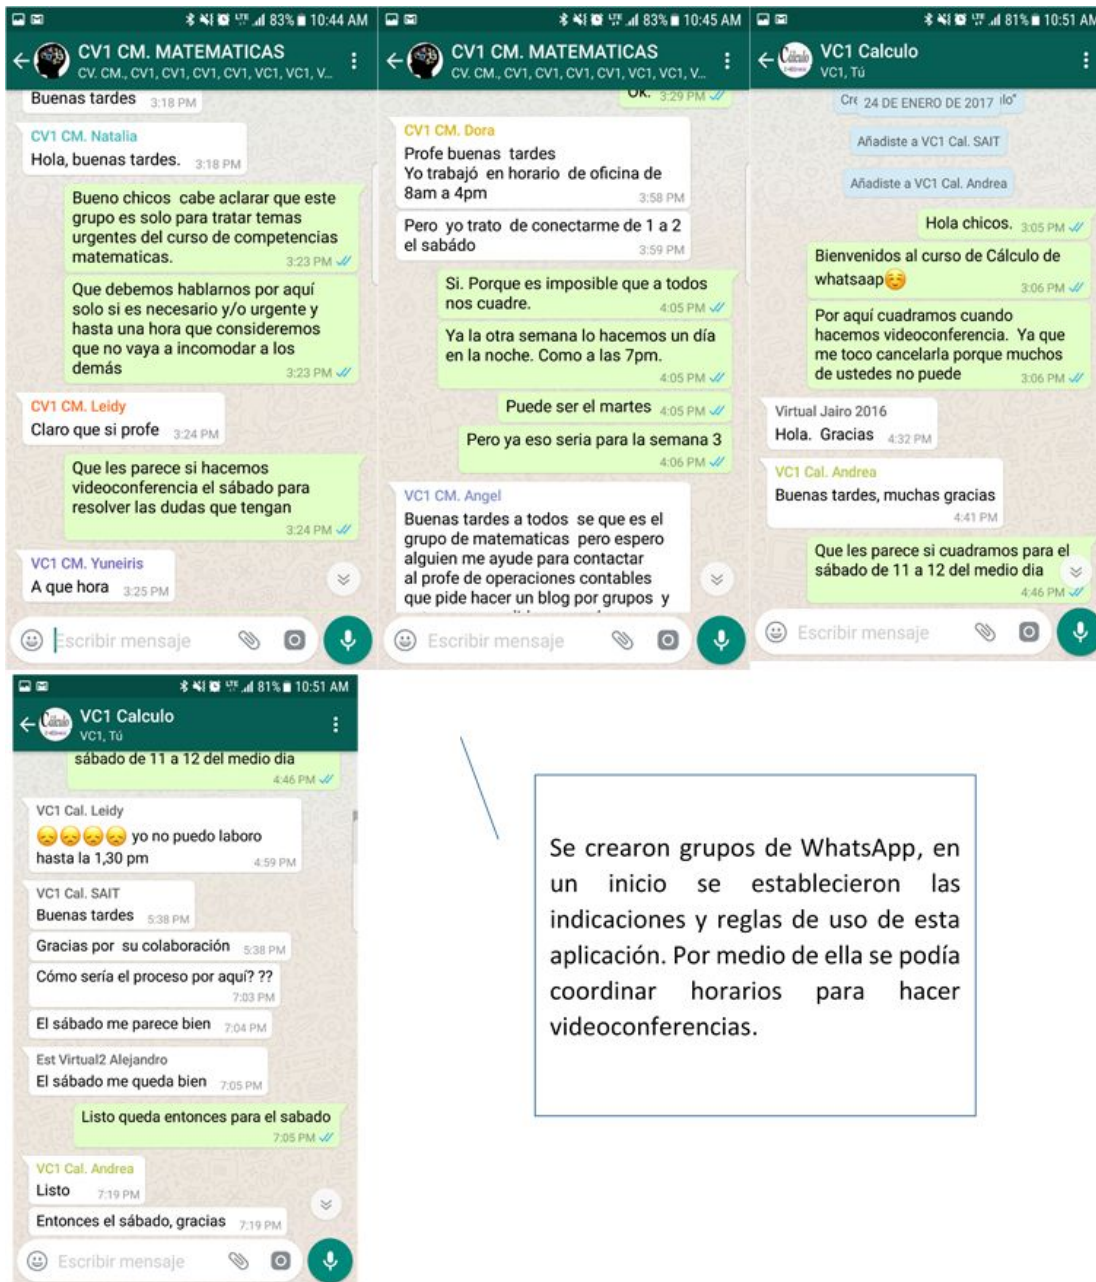 83% 10:44 AM
CV1 CM. MATEMATICAS
CV. CM., CV1, CV1, CV1, CV1, VC1, VC1, V...
Buenas tardes 3:18 PM
CV1 CM. Natalia
Hola, buenas tardes. 3:18 PM
Bueno chicos cabe aclarar que este
grupo es solo para tratar temas
urgentes del curso de competencias
matematicas. 3:23 PM
Que debemos hablarnos por aquí
solo si es necesario y/o urgente y
hasta una hora que consideremos
que no vaya a incomodar a los
demás 3:23 PM
CV1 CM. Leidy
Claro que si profe 3:24 PM
Que les parece si hacemos
videoconferencia el sábado para
resolver las dudas que tengan
3:24 PM
VC1 CM. Yuneiris
A que hora 3:25 PM
Escribir mensaje
83% 10:45 AM
CV1 CM. MATEMATICAS
CV. CM., CV1, CV1, CV1, CV1, VC1, VC1, V...
Ok. 3:29 PM
CV1 CM. Dora
Profe buenas tardes
Yo trabajó en horario de oficina de
8am a 4pm 3:58 PM
Pero yo trato de conectarme de 1 a 2
el sabádo 3:59 PM
Si. Porque es imposible que a todos
nos cuadre. 4:05 PM
Ya la otra semana lo hacemos un día
en la noche. Como a las 7pm.
4:05 PM
Puede ser el martes 4:05 PM
Pero ya eso seria para la semana 3
4:06 PM
VC1 CM. Angel
Buenas tardes a todos se que es el
grupo de matematicas pero espero
alguien me ayude para contactar
al profe de operaciones contables
que pide hacer un blog por grupos y
Escribir mensaje
LTE 81% 10:51 AM
Cálculo
VC1 Calculo
VC1, Tú
24 DE ENERO DE 2017
Añadiste a VC1 Cal. SAIT
Añadiste a VC1 Cal. Andrea
Hola chicos. 3:05 PM
Bienvenidos al curso de Cálculo de
whatsaap☺️ 3:06 PM
Por aquí cuadramos cuando
hacemos videoconferencia. Ya que
me toco cancelarla porque muchos
de ustedes no puede 3:06 PM
Virtual Jairo 2016
Hola. Gracias 4:32 PM
VC1 Cal. Andrea
Buenas tardes, muchas gracias
4:41 PM
Que les parece si cuadramos para el
sábado de 11 a 12 del medio dia
4:46 PM
Escribir mensaje
LTE 81% 10:51 AM
Cálculo
VC1 Calculo
VC1, Tú
sábado de 11 a 12 del medio dia
4:46 PM
VC1 Cal. Leidy
😞😞😞😞 yo no puedo laboro
hasta la 1,30 pm 4:59 PM
VC1 Cal. SAIT
Buenas tardes 5:38 PM
Gracias por su colaboración 5:38 PM
Cómo sería el proceso por aquí? ??
7:03 PM
El sábado me parece bien 7:04 PM
Est Virtual2 Alejandro
El sábado me queda bien 7:05 PM
Listo queda entonces para el sabado
7:05 PM
VC1 Cal. Andrea
Listo 7:19 PM
Entonces el sábado, gracias 7:19 PM
Escribir mensaje
Se crearon grupos de WhatsApp, en
un inicio se establecieron las
indicaciones y reglas de uso de esta
aplicación. Por medio de ella se podía
coordinar horarios para hacer
videoconferencias.